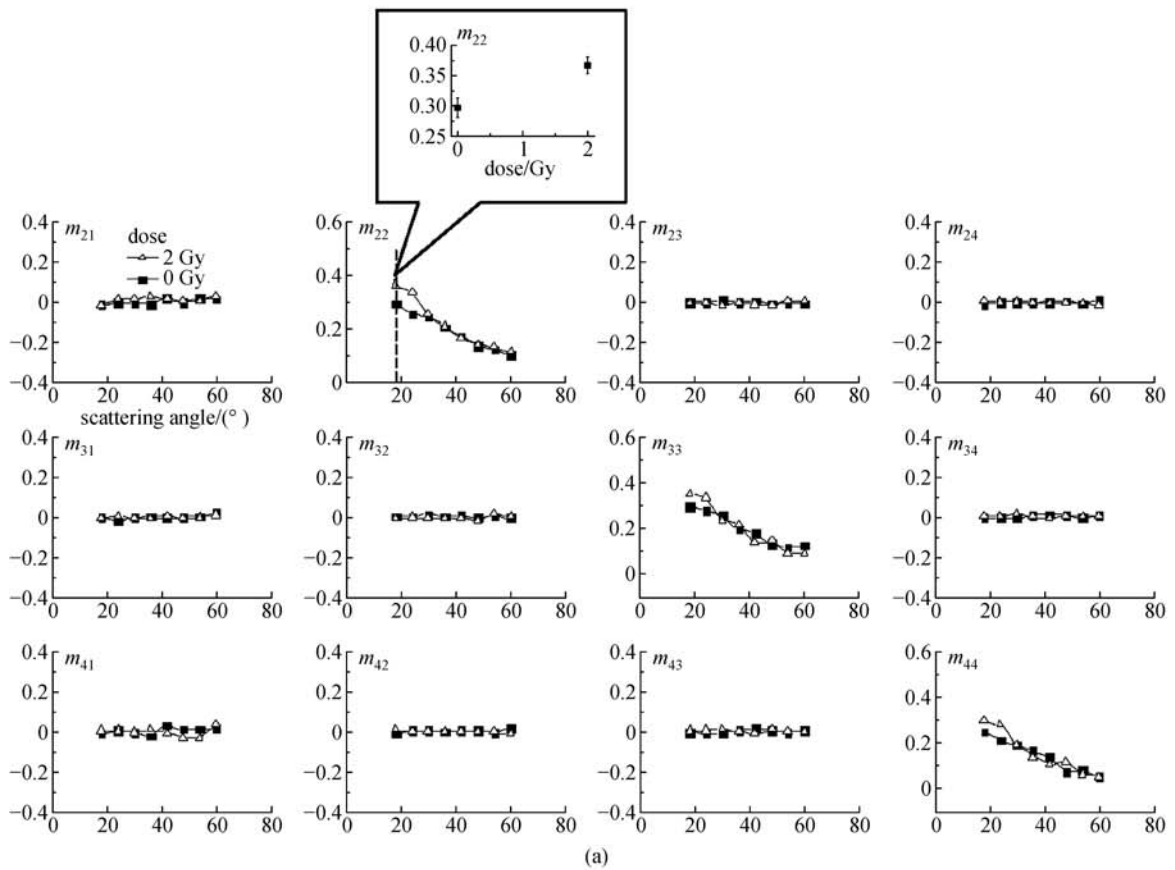 m22
0.40
0.35
0.30
0.25
0 1 2
dose/Gy
0.4 m21 0.6 m22 0.4 m23 0.4 m24
dose
2 Gy
0 Gy
0.2 0.4 0.2 0.2
0 0.2 0 0
−0.2 0 −0.2 −0.2
−0.4 −0.4 −0.4
0 20 40 60 80 0 20 40 60 80 0 20 40 60 80 0 20 40 60 80
scattering angle/(°)
0.4 m31 0.4 m32 0.6 m33 0.4 m34
0.2 0.2 0.4 0.2
0 0 0.2 0
−0.2 −0.2 0 −0.2
−0.4 −0.4 −0.4
0 20 40 60 80 0 20 40 60 80 0 20 40 60 80 0 20 40 60 80
0.4 m41 0.4 m42 0.4 m43 0.6 m44
0.2 0.2 0.2 0.4
0 0 0 0.2
−0.2 −0.2 −0.2 0
−0.4 −0.4 −0.4
0 20 40 60 80 0 20 40 60 80 0 20 40 60 80 0 20 40 60 80
(a)